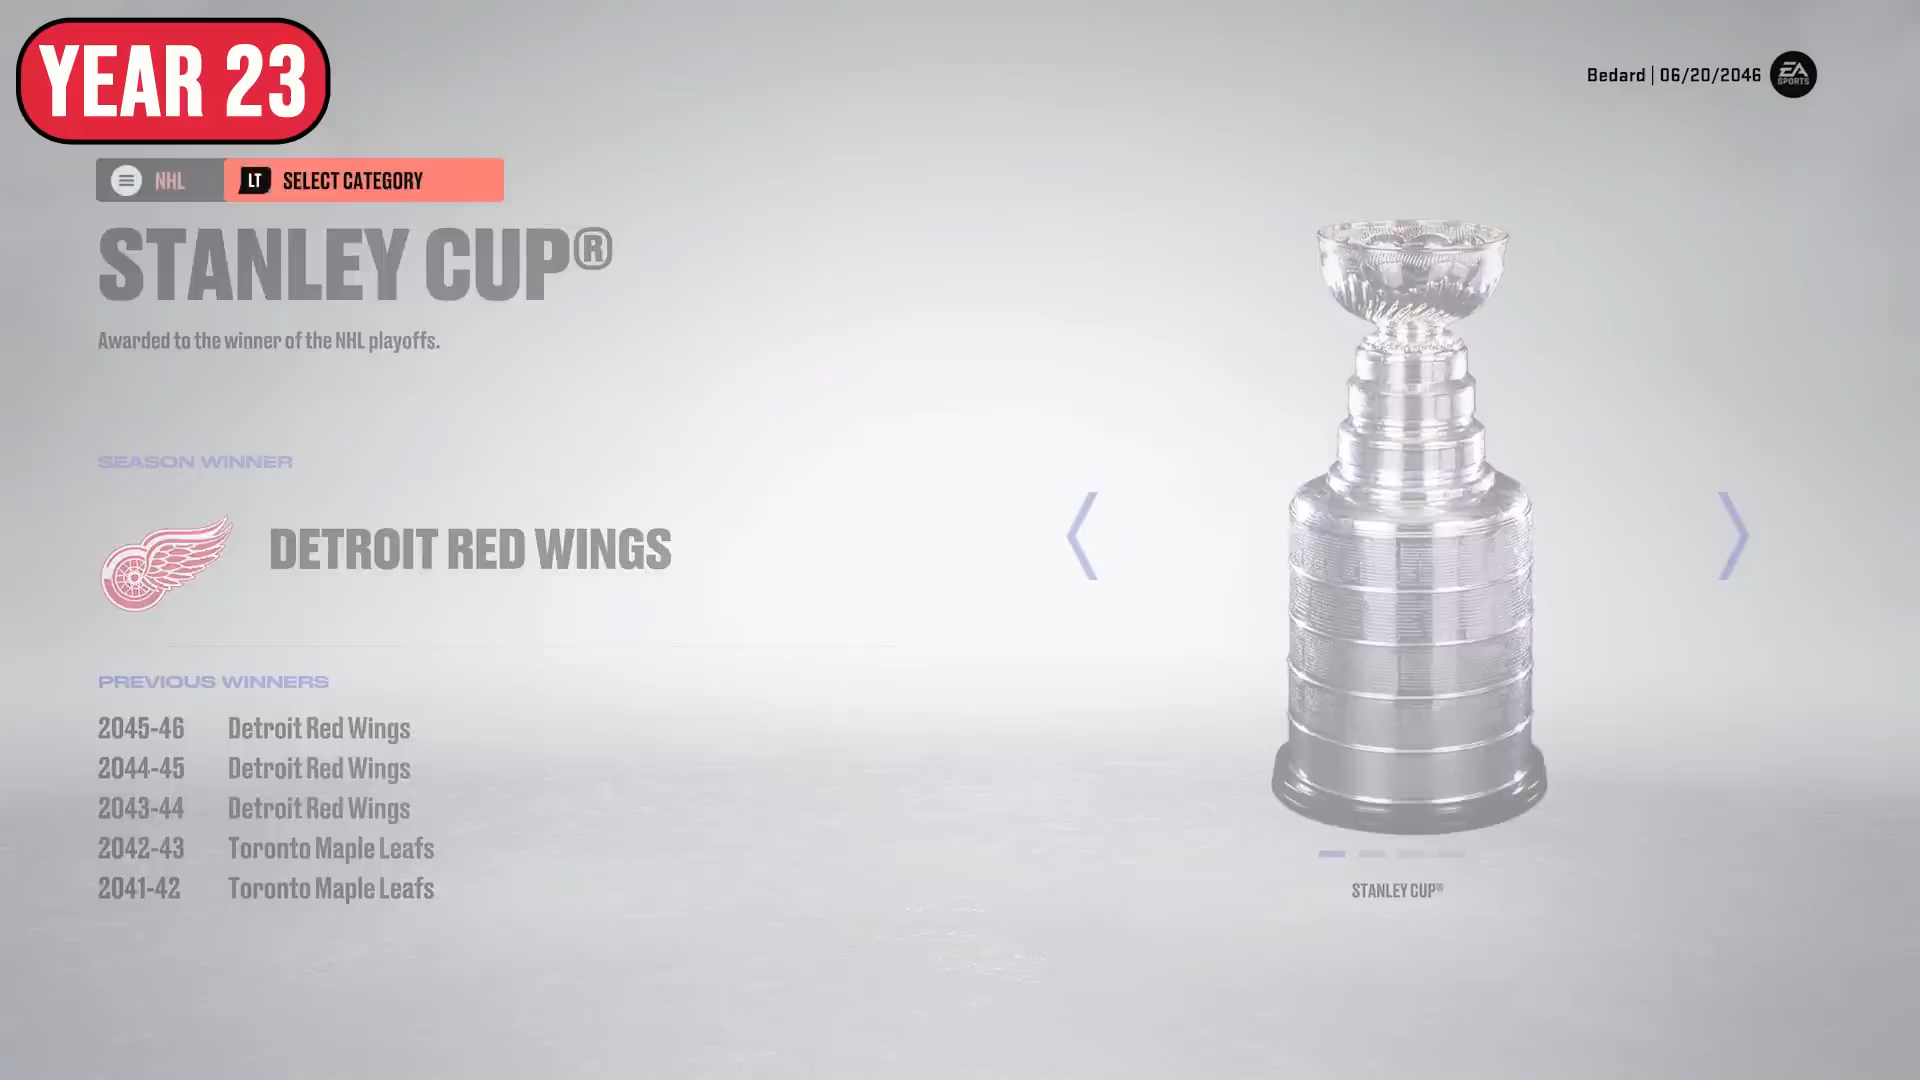 YEAR 23
Bedard | 06/20/2046
EA SPORTS
NHL LT SELECT CATEGORY
STANLEY CUP®
Awarded to the winner of the NHL playoffs.
SEASON WINNER
DETROIT RED WINGS
PREVIOUS WINNERS
2045-46 Detroit Red Wings
2044-45 Detroit Red Wings
2043-44 Detroit Red Wings
2042-43 Toronto Maple Leafs
2041-42 Toronto Maple Leafs
STANLEY CUP®